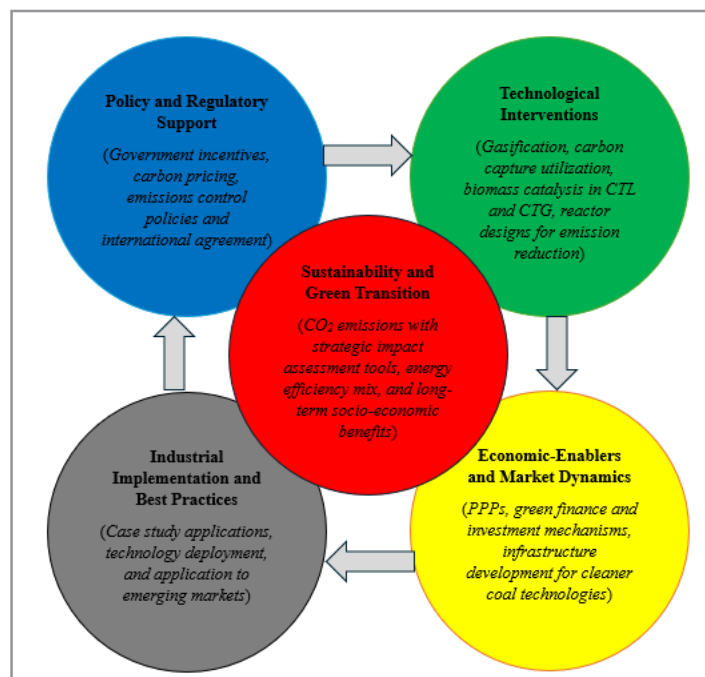 Policy and Regulatory
Support
(Government incentives,
carbon pricing,
emissions control
policies and
international agreement)
Technological
Interventions
(Gasification, carbon
capture utilization,
biomass catalysis in CTL
and CTG, reactor
designs for emission
reduction)
Sustainability and
Green Transition
(CO₂ emissions with
strategic impact
assessment tools, energy
efficiency mix, and long-
term socio-economic
benefits)
Industrial
Implementation and
Best Practices
(Case study applications,
technology deployment,
and application to
emerging markets)
Economic-Enablers
and Market Dynamics
(PPPs, green finance and
investment mechanisms,
infrastructure
development for cleaner
coal technologies)